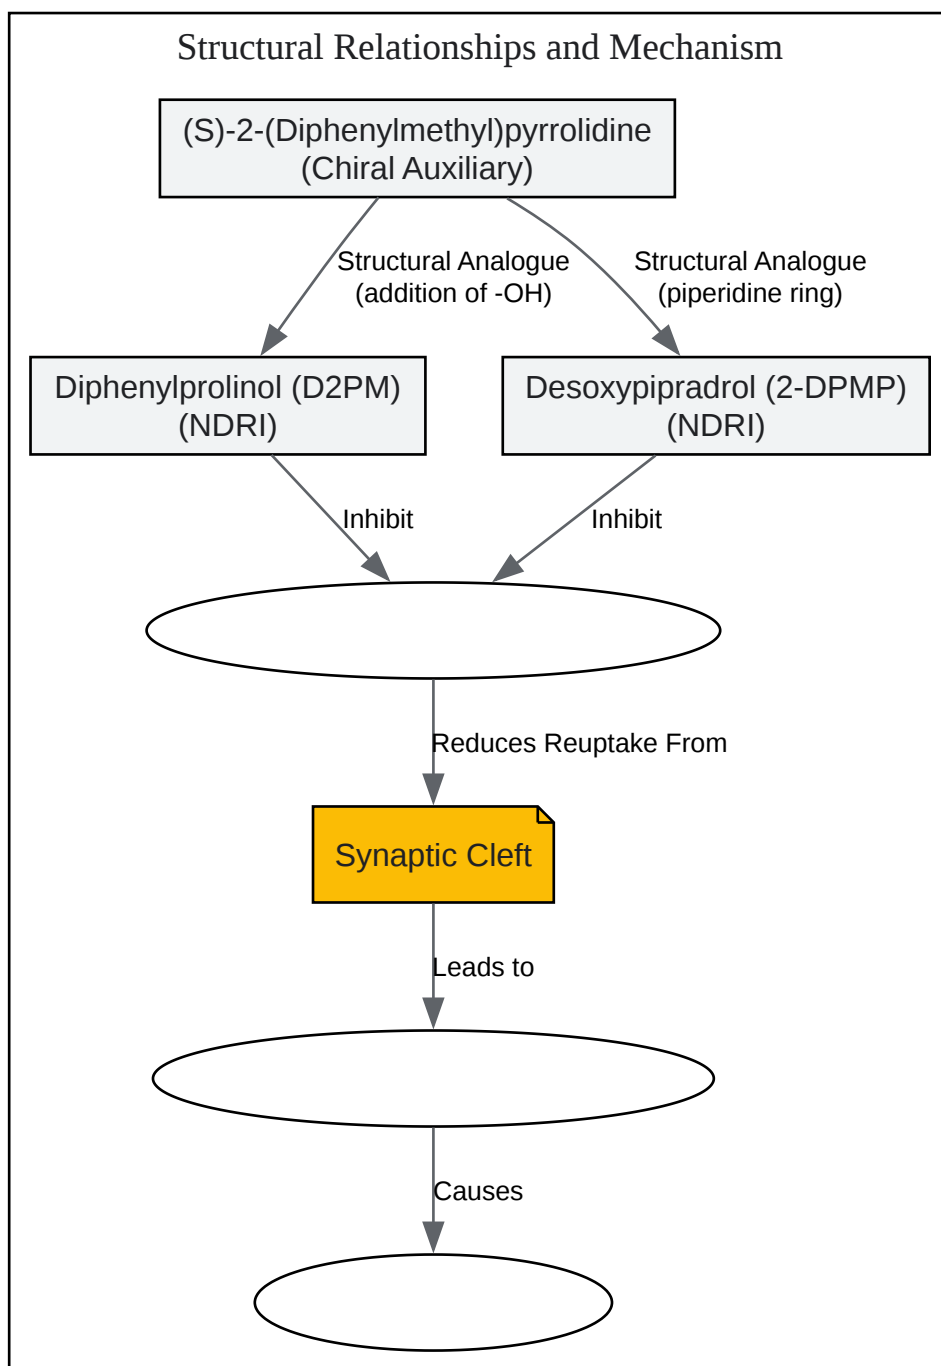 Structural Relationships and Mechanism
(S)-2-(Diphenylmethyl)pyrrolidine
(Chiral Auxiliary)
Structural Analogue
(addition of -OH)
Structural Analogue
(piperidine ring)
Diphenylprolinol (D2PM)
(NDRI)
Desoxypipradrol (2-DPMP)
(NDRI)
Inhibit
Inhibit
Reduces Reuptake From
Synaptic Cleft
Leads to
Causes